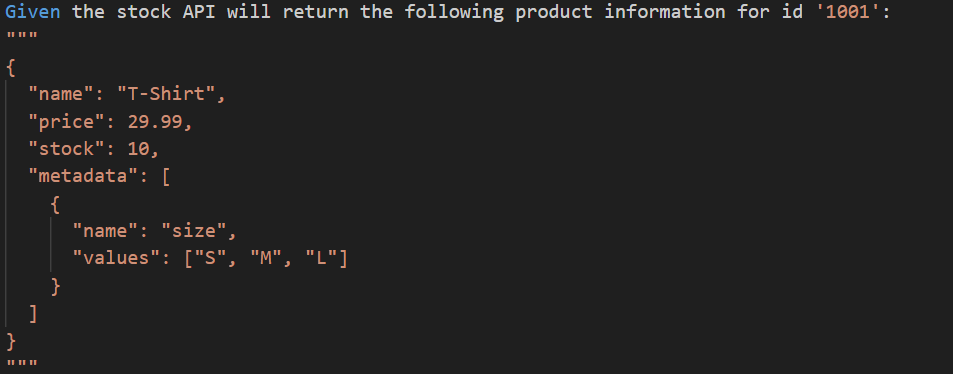 Given the stock API will return the following product information for id '1001':
"""
{
  "name": "T-Shirt",
  "price": 29.99,
  "stock": 10,
  "metadata": [
    {
      "name": "size",
      "values": ["S", "M", "L"]
    }
  ]
}
"""